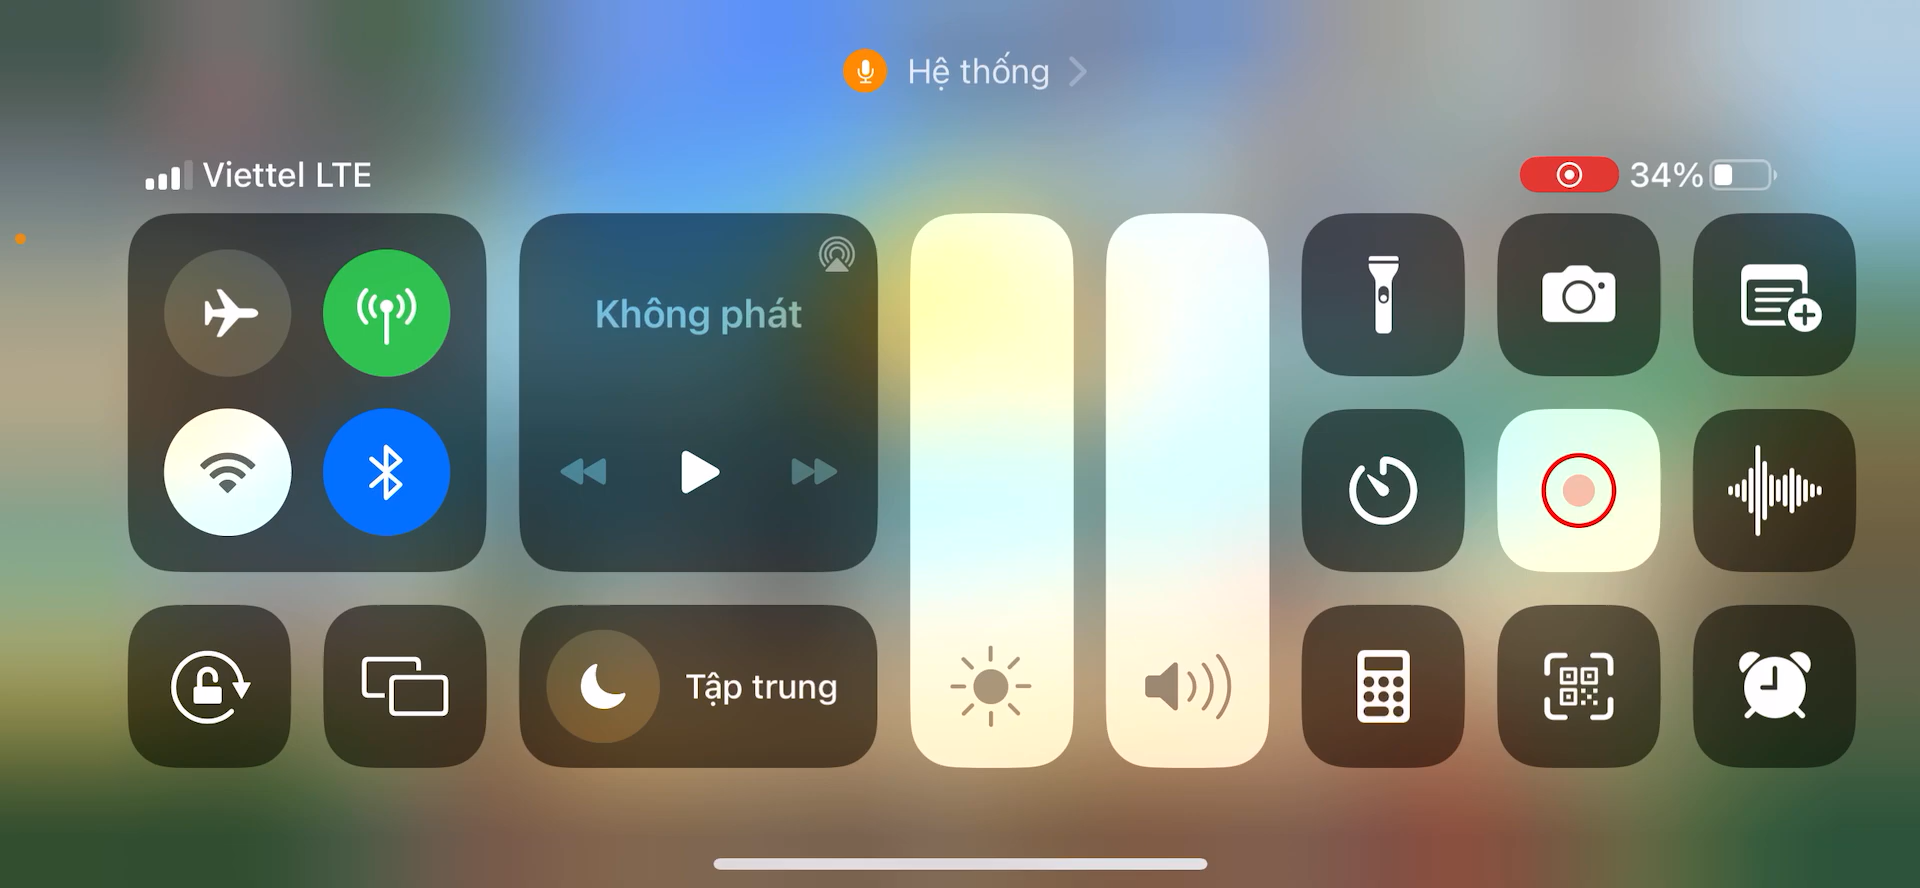 Hệ thống
Viettel LTE
34%
Không phát
Tập trung